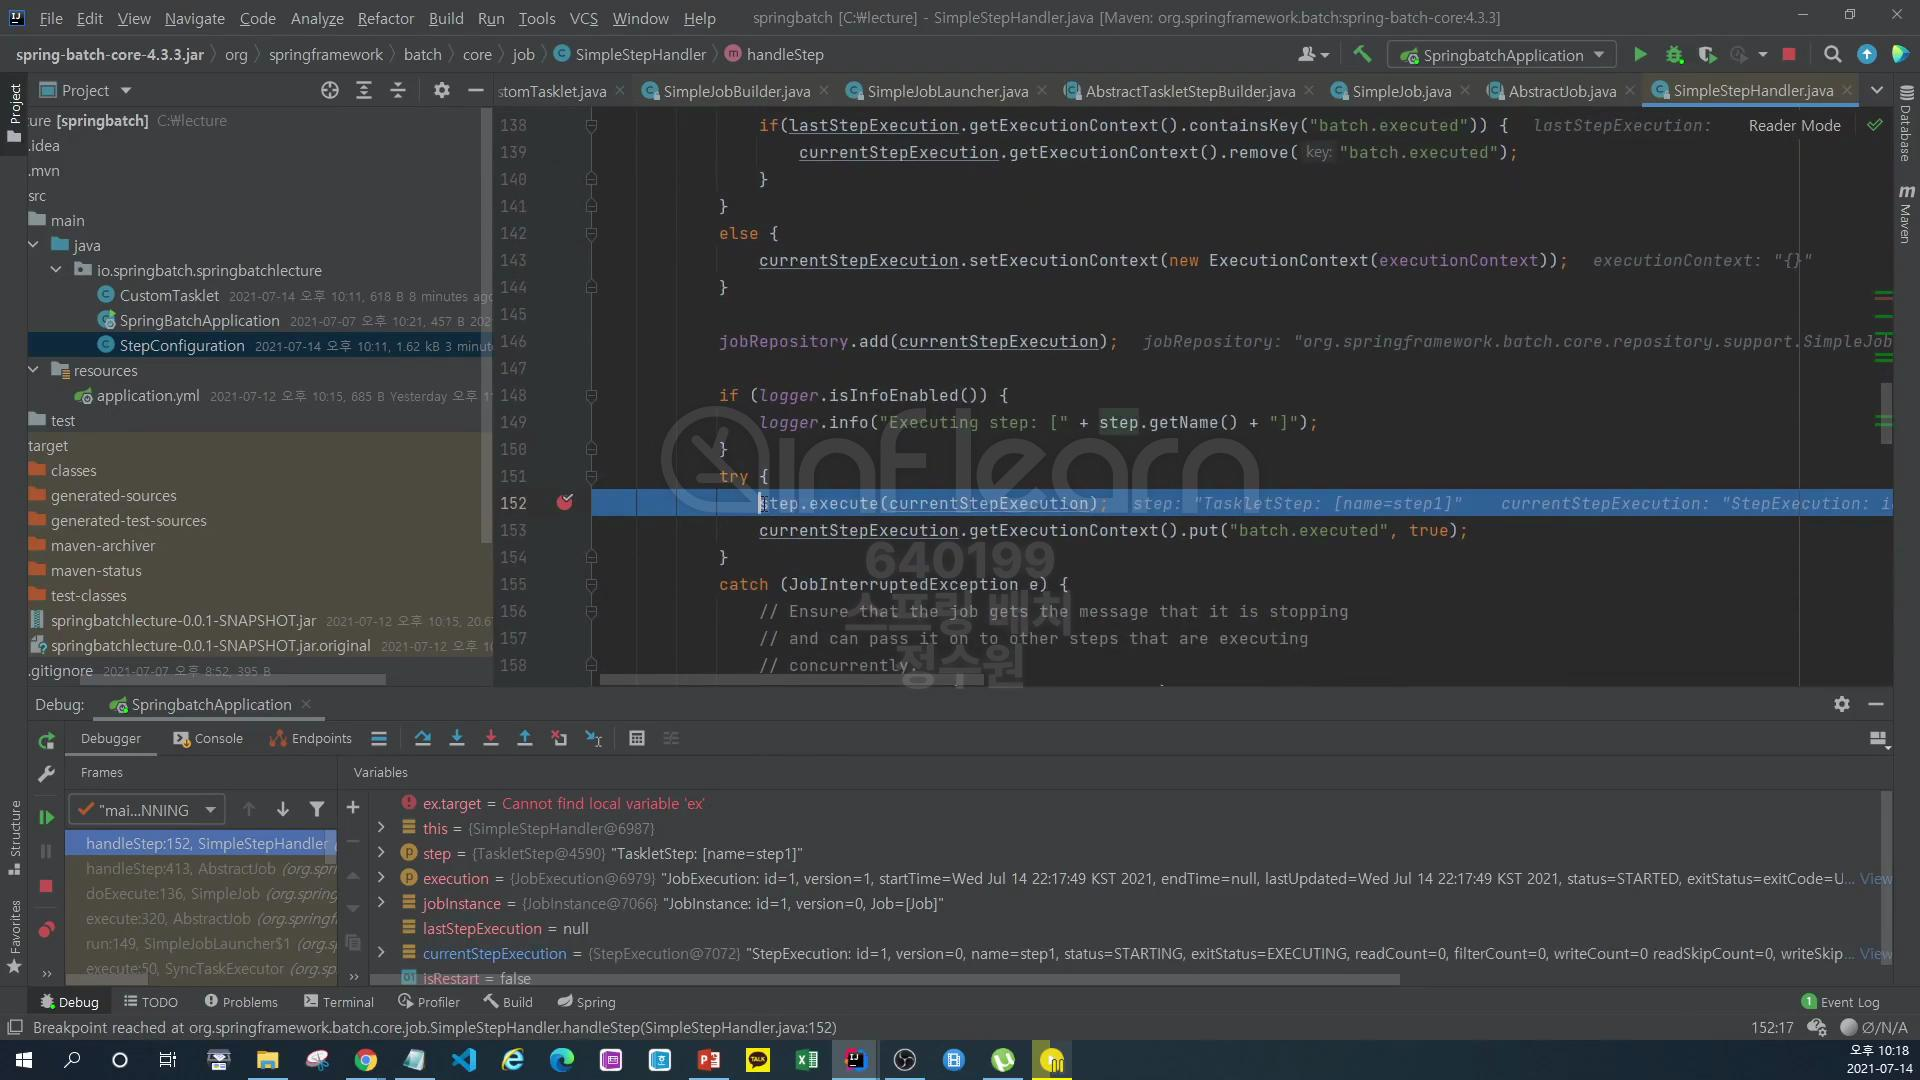 File Edit View Navigate Code Analyze Refactor Build Run Tools VCS Window Help springbatch [C:₩lecture] - SimpleStepHandler.java [Maven: org.springframework.batch:spring-batch-core:4.3.3]
spring-batch-core-4.3.3.jar org springframework batch core job SimpleStepHandler handleStep SpringbatchApplication
Project
stomTasklet.java SimpleJobBuilder.java SimpleJobLauncher.java AbstractTaskletStepBuilder.java SimpleJob.java AbstractJob.java SimpleStepHandler.java
Project
Structure
Favorites
Database
Maven
ture [springbatch] C:₩lecture
.idea
.mvn
src
main
java
io.springbatch.springbatchlecture
CustomTasklet 2021-07-14 오후 10:11, 618 B 8 minutes ago
SpringBatchApplication 2021-07-07 오후 10:21, 457 B 202
StepConfiguration 2021-07-14 오후 10:11, 1.62 kB 3 minut
resources
application.yml 2021-07-12 오후 10:15, 685 B Yesterday 오후 1
test
target
classes
generated-sources
generated-test-sources
maven-archiver
maven-status
test-classes
springbatchlecture-0.0.1-SNAPSHOT.jar 2021-07-12 오후 10:15, 20.6
springbatchlecture-0.0.1-SNAPSHOT.jar.original 2021-07-12 오후 1
.gitignore 2021-07-07 오후 8:52, 395 B
Reader Mode
138 if(lastStepExecution.getExecutionContext().containsKey("batch.executed")) { lastStepExecution:
139 currentStepExecution.getExecutionContext().remove( key: "batch.executed");
140 }
141 }
142 else {
143 currentStepExecution.setExecutionContext(new ExecutionContext(executionContext)); executionContext: "{}"
144 }
145
146 jobRepository.add(currentStepExecution); jobRepository: "org.springframework.batch.core.repository.support.SimpleJob
147
148 if (logger.isInfoEnabled()) {
149 logger.info("Executing step: [" + step.getName() + "]");
150 }
151 try {
152 step.execute(currentStepExecution); step: "TaskletStep: [name=step1]" currentStepExecution: "StepExecution: i
153 currentStepExecution.getExecutionContext().put("batch.executed", true);
154 }
155 catch (JobInterruptedException e) {
156 // Ensure that the job gets the message that it is stopping
157 // and can pass it on to other steps that are executing
158 // concurrently.
inflearn
640199
스프링 배치
정수원
Debug: SpringbatchApplication
Debugger Console Endpoints
Frames Variables
"mai...NNING
handleStep:152, SimpleStepHandler
handleStep:413, AbstractJob (org.spr
doExecute:136, SimpleJob (org.spring
execute:320, AbstractJob (org.spring
run:149, SimpleJobLauncher$1 (org.s
execute:50, SyncTaskExecutor (org.sp
ex.target = Cannot find local variable 'ex'
this = {SimpleStepHandler@6987}
step = {TaskletStep@4590} "TaskletStep: [name=step1]"
execution = {JobExecution@6979} "JobExecution: id=1, version=1, startTime=Wed Jul 14 22:17:49 KST 2021, endTime=null, lastUpdated=Wed Jul 14 22:17:49 KST 2021, status=STARTED, exitStatus=exitCode=U... View
jobInstance = {JobInstance@7066} "JobInstance: id=1, version=0, Job=[Job]"
lastStepExecution = null
currentStepExecution = {StepExecution@7072} "StepExecution: id=1, version=0, name=step1, status=STARTING, exitStatus=EXECUTING, readCount=0, filterCount=0, writeCount=0 readSkipCount=0, writeSkip... View
isRestart = false
Debug TODO Problems Terminal Profiler Build Spring 1 Event Log
Breakpoint reached at org.springframework.batch.core.job.SimpleStepHandler.handleStep(SimpleStepHandler.java:152) 152:17 Ø/N/A
오후 10:18
2021-07-14